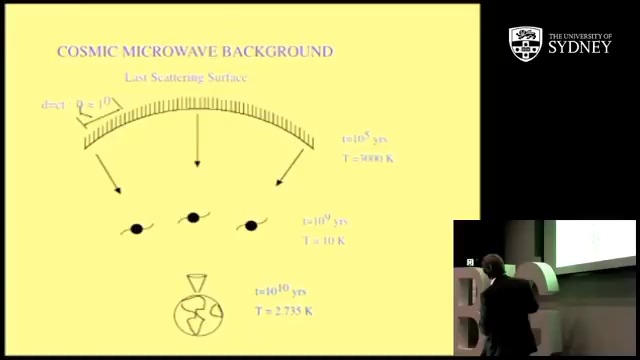 THE UNIVERSITY OF
SYDNEY
COSMIC MICROWAVE BACKGROUND
Last Scattering Surface
d=ct θ = 1⁰
t=10⁵ yrs
T =3000 K
t=10⁹ yrs
T = 10 K
t=10¹⁰ yrs
T = 2.735 K